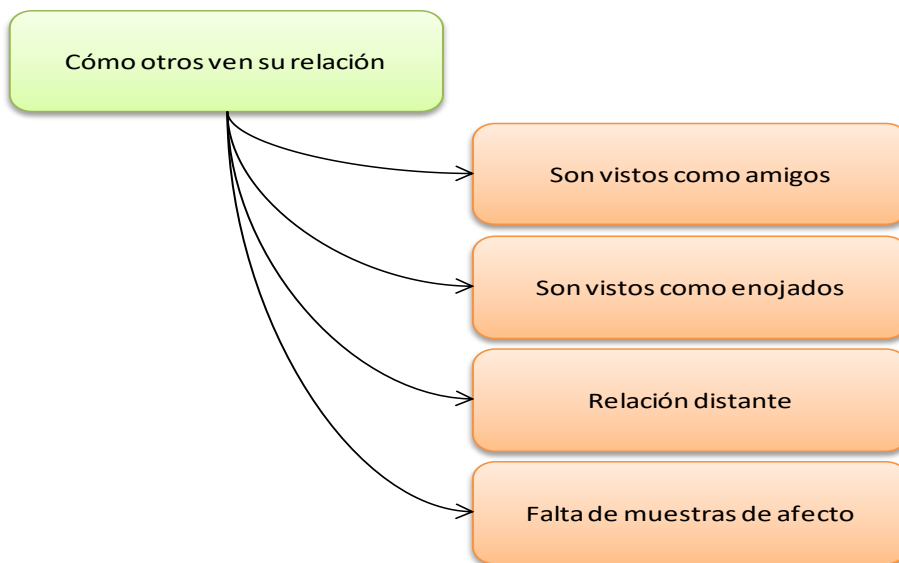 Cómo otros ven su relación
Son vistos como amigos
Son vistos como enojados
Relación distante
Falta de muestras de afecto